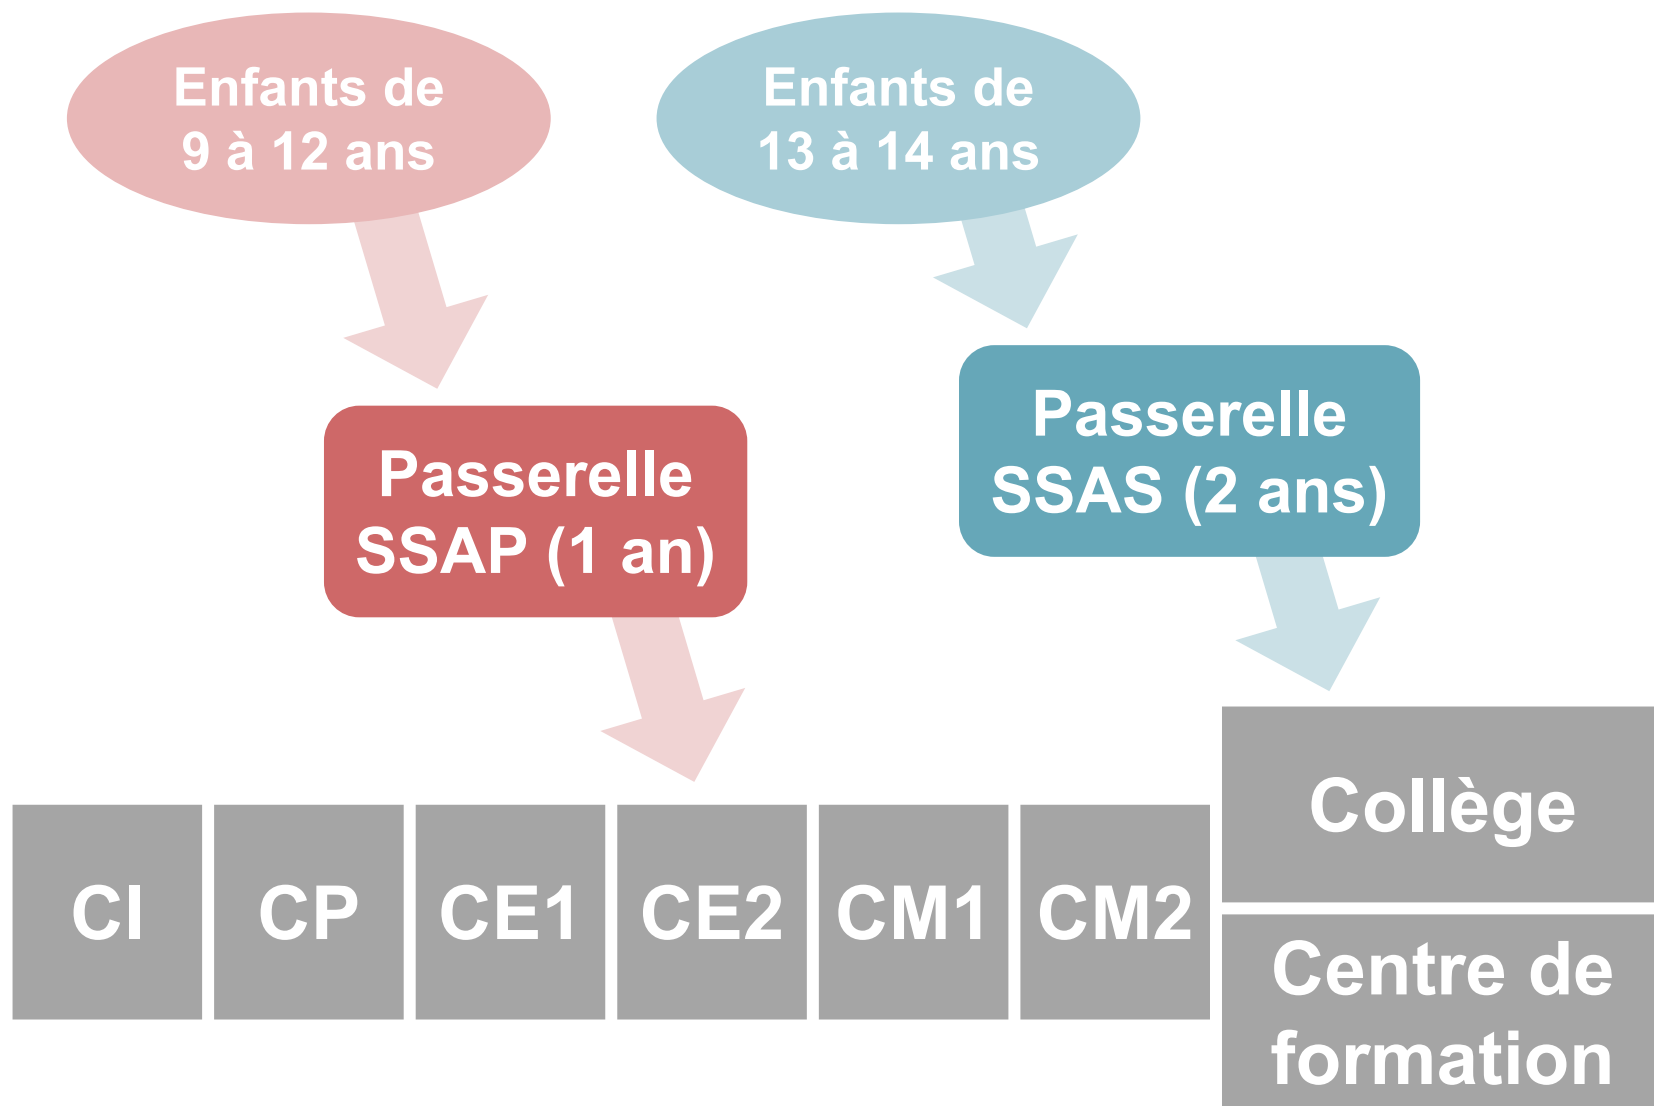 Enfants de
9 à 12 ans
Enfants de
13 à 14 ans
Passerelle
SSAP (1 an)
Passerelle
SSAS (2 ans)
CI
CP
CE1
CE2
CM1
CM2
Collège
Centre de
formation